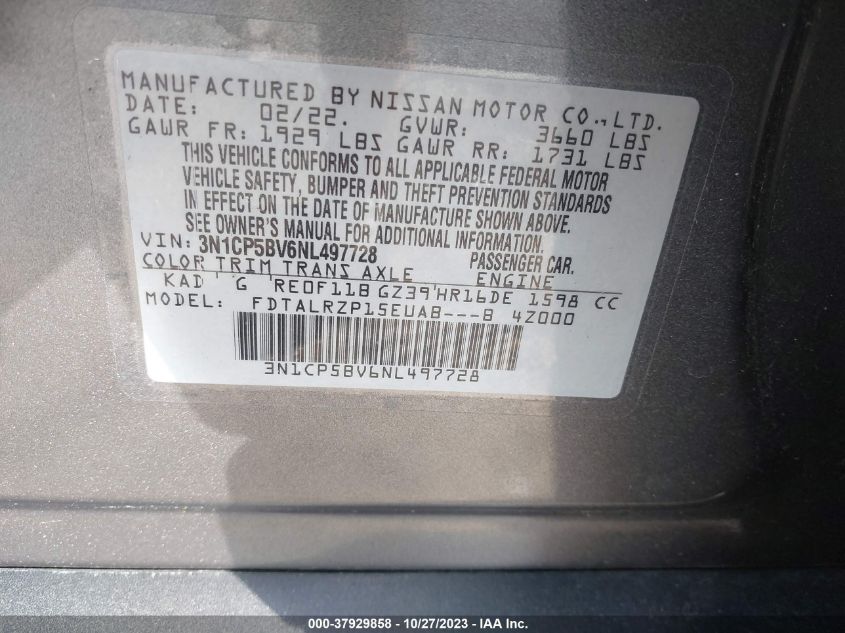 MANUFACTURED BY NISSAN MOTOR CO.,LTD.
DATE: 02/22. GVWR: 3660 LBS
GAWR FR: 1929 LBS GAWR RR: 1731 LBS
THIS VEHICLE CONFORMS TO ALL APPLICABLE FEDERAL MOTOR
VEHICLE SAFETY, BUMPER AND THEFT PREVENTION STANDARDS
IN EFFECT ON THE DATE OF MANUFACTURE SHOWN ABOVE.
SEE OWNER'S MANUAL FOR ADDITIONAL INFORMATION.
VIN: 3N1CP5BV6NL497728 PASSENGER CAR.
COLOR TRIM TRANS AXLE ENGINE
KAD ' G 'RE0F11B GZ39'HR16DE 1598 CC
MODEL: FDTALRZP15EUAB---B 4Z000
3N1CP5BV6NL497728
000-37929858 - 10/27/2023 - IAA Inc.